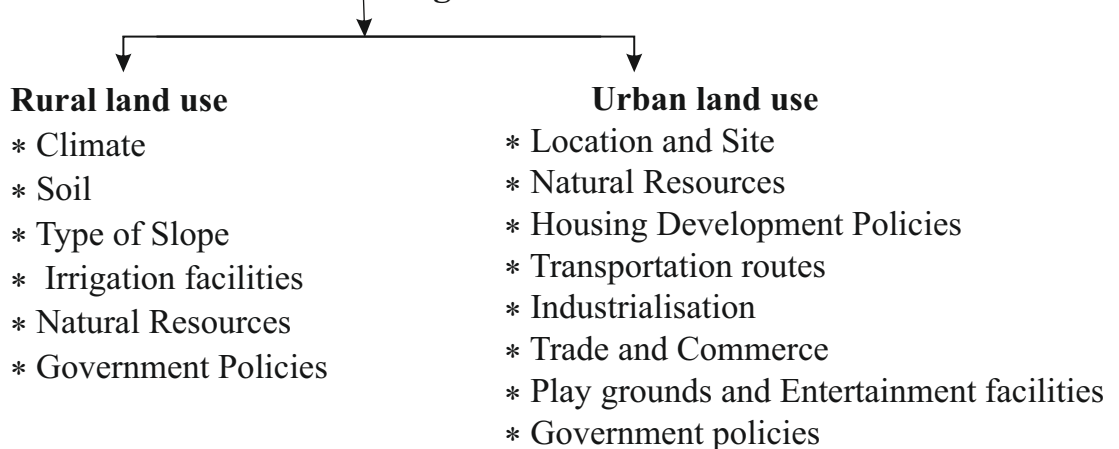 Rural land use
* Climate
* Soil
* Type of Slope
* Irrigation facilities
* Natural Resources
* Government Policies
Urban land use
* Location and Site
* Natural Resources
* Housing Development Policies
* Transportation routes
* Industrialisation
* Trade and Commerce
* Play grounds and Entertainment facilities
* Government policies